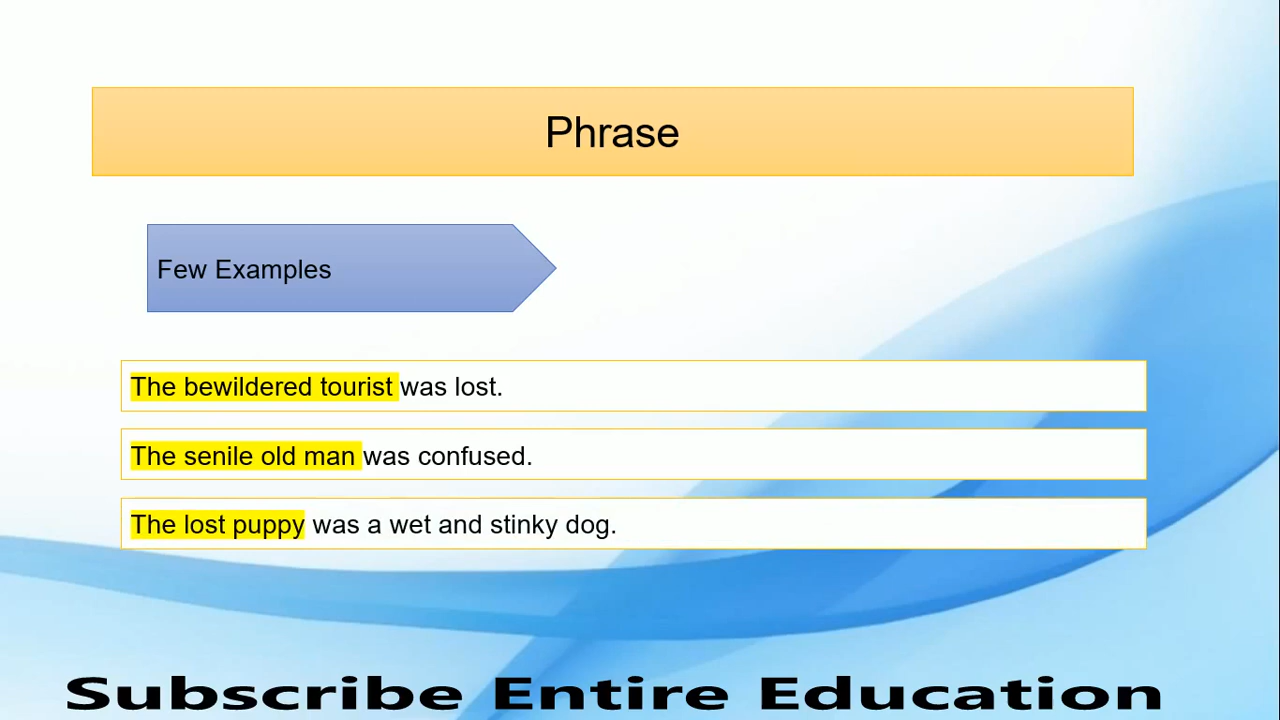 Phrase
Few Examples
The bewildered tourist was lost.
The senile old man was confused.
The lost puppy was a wet and stinky dog.
Subscribe Entire Education